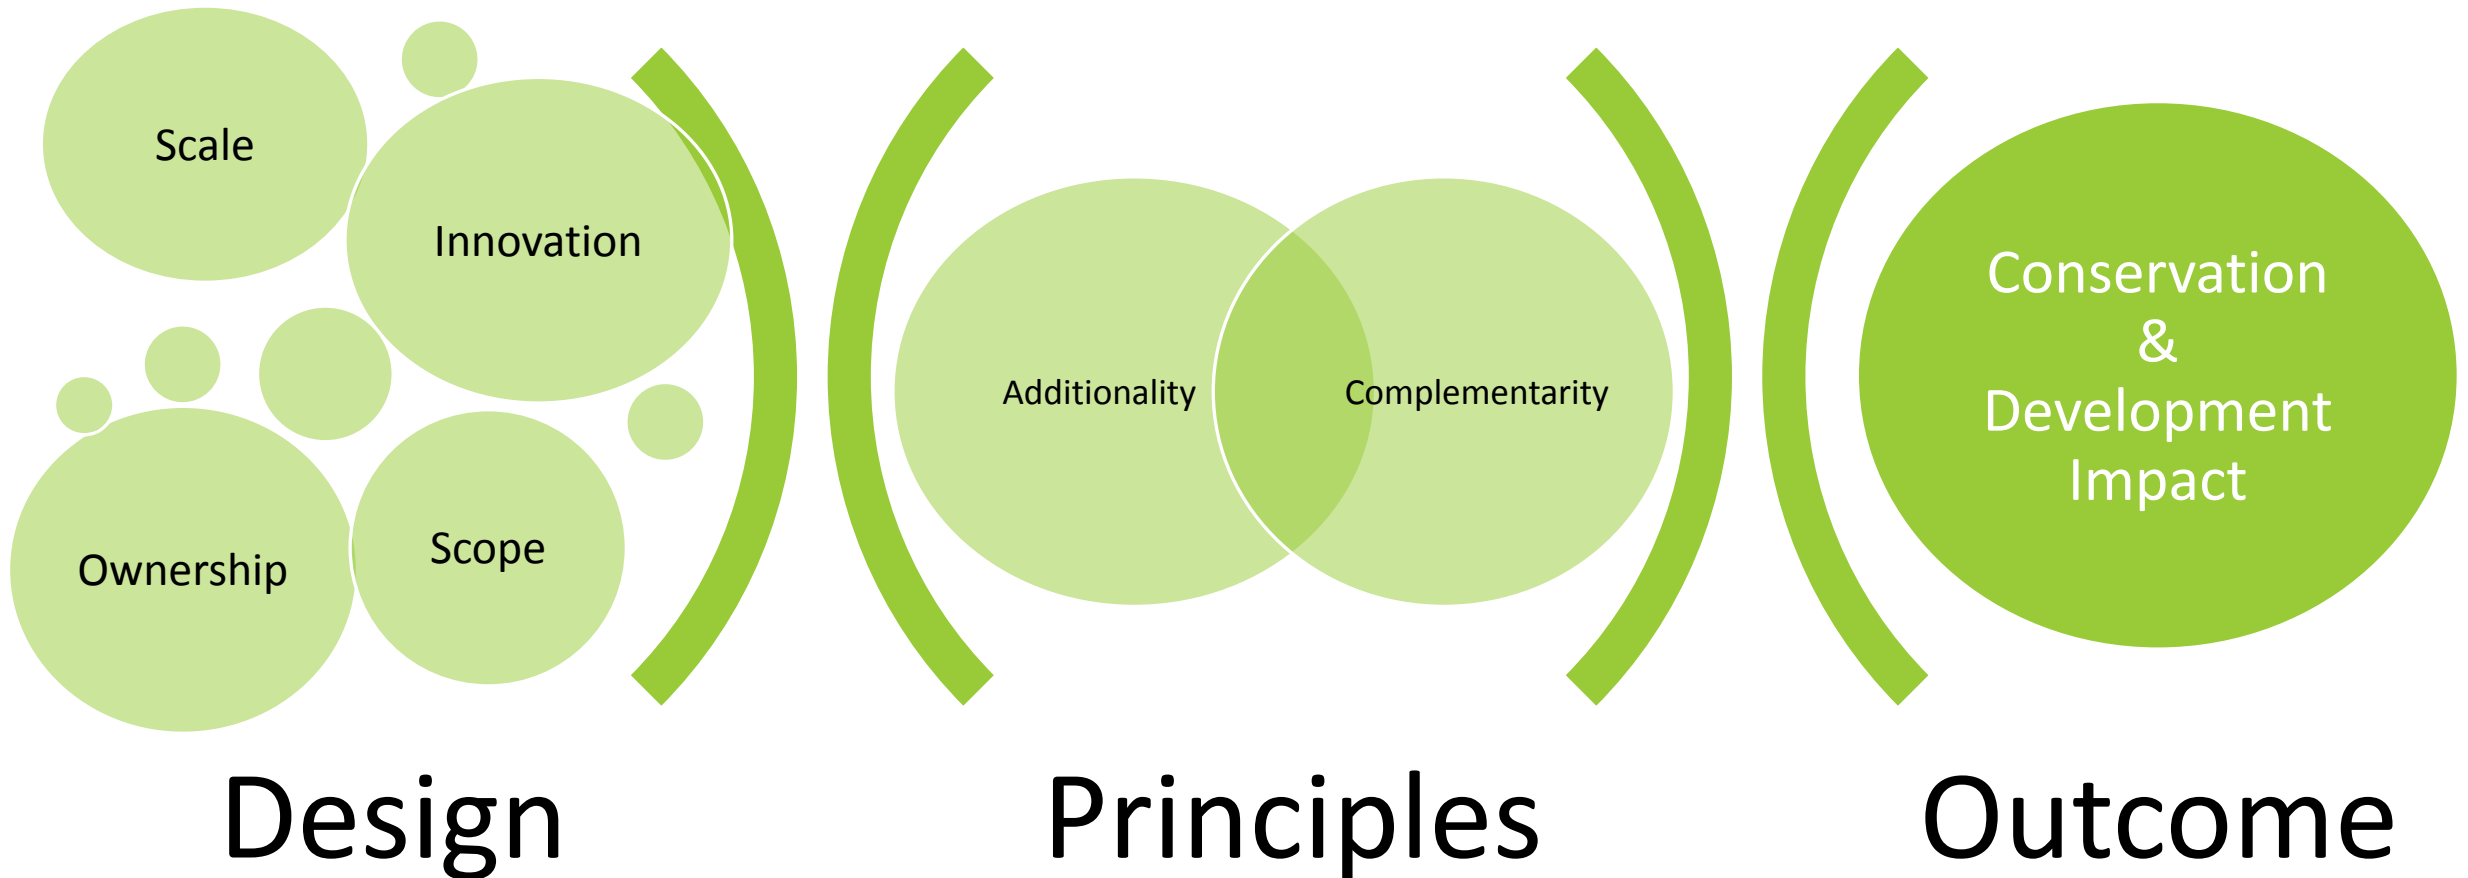 Scale
Innovation
Ownership
Scope
Design
Additionality
Complementarity
Principles
Conservation
&
Development
Impact
Outcome